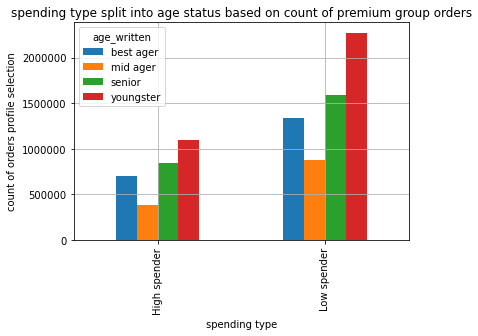 spending type split into age status based on count of premium group orders
age_written
best ager
mid ager
senior
youngster
count of orders profile selection
2000000
1500000
1000000
500000
0
High spender
Low spender
spending type